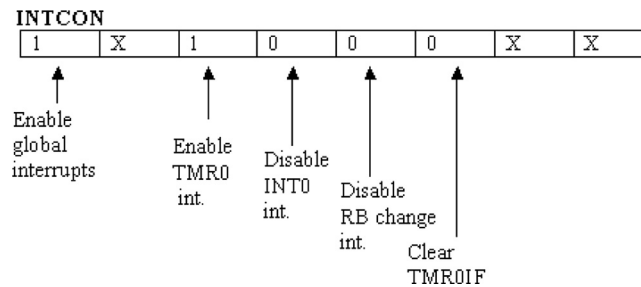 INTCON
1 X 1 0 0 0 X X
Enable
global
interrupts
Enable
TMR0
int.
Disable
INT0
int.
Disable
RB change
int.
Clear
TMR0IF